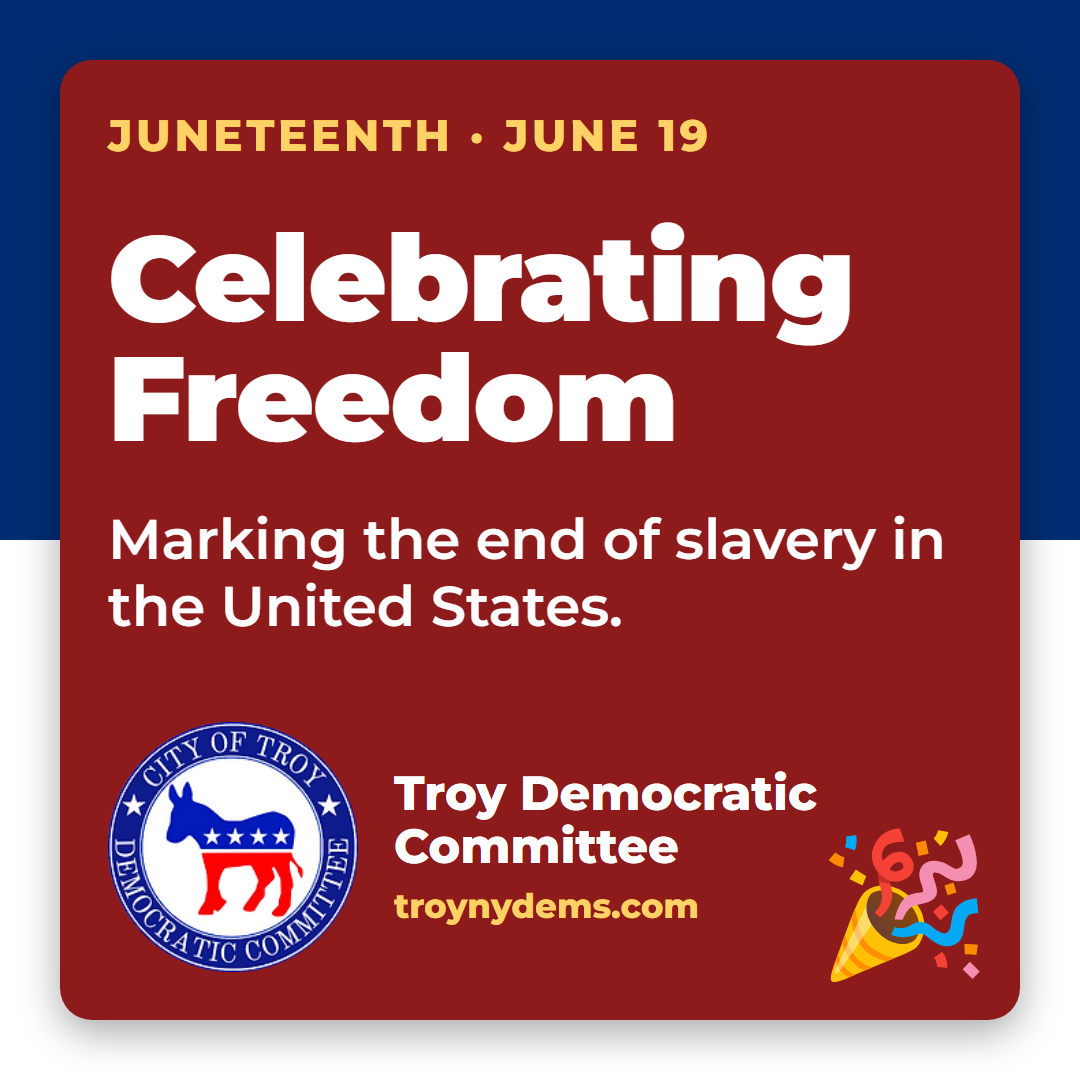 JUNETEENTH • JUNE 19
Celebrating
Freedom
Marking the end of slavery in
the United States.
CITY OF TROY
DEMOCRATIC COMMITTEE
Troy Democratic
Committee
troynydems.com